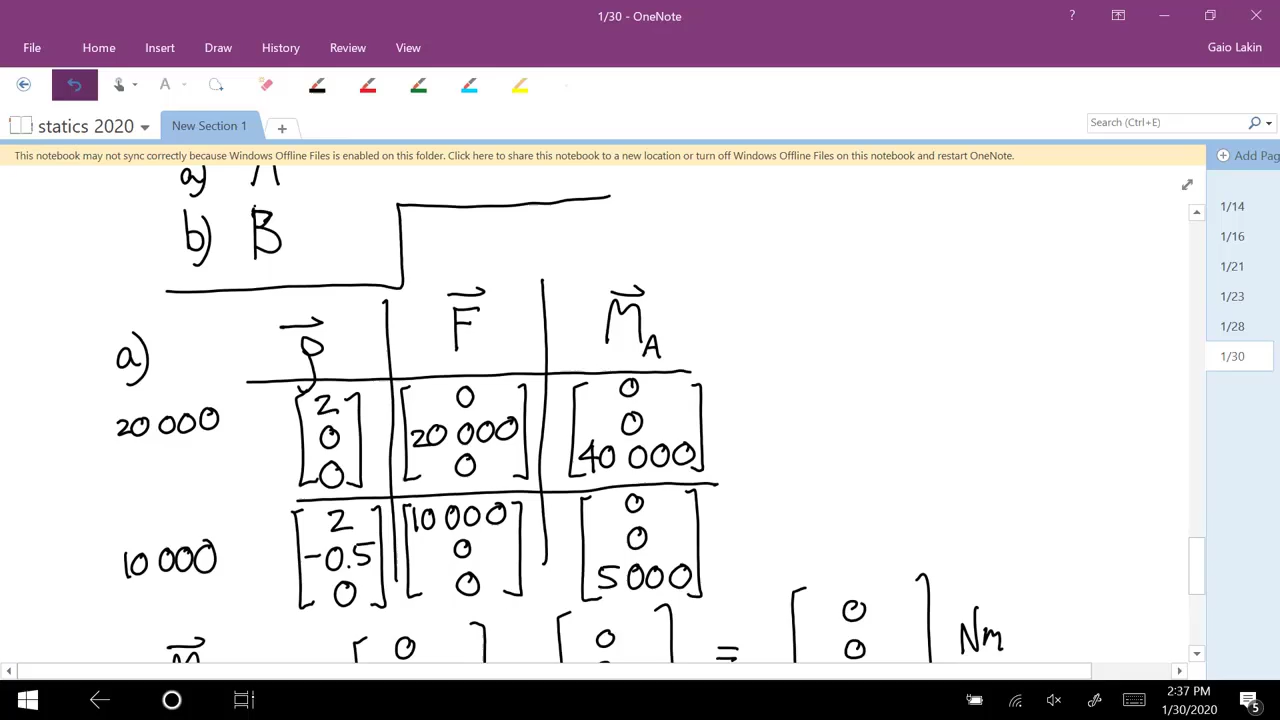 1/30 - OneNote
?
File Home Insert Draw History Review View
Gaio Lakin
A
statics 2020
New Section 1
+
Search (Ctrl+E)
This notebook may not sync correctly because Windows Offline Files is enabled on this folder. Click here to share this notebook to a new location or turn off Windows Offline Files on this notebook and restart OneNote.
Add Pag
1/14
1/16
1/21
1/23
1/28
1/30
a) A
b) B
a) ρ F M_A
20 000 [2 0 0] [0 20 000 0] [0 0 40 000]
10 000 [2 -0.5 0] [10 000 0 0] [0 0 5000]
M [0 [0 = [0 0 Nm
2:37 PM
1/30/2020
5